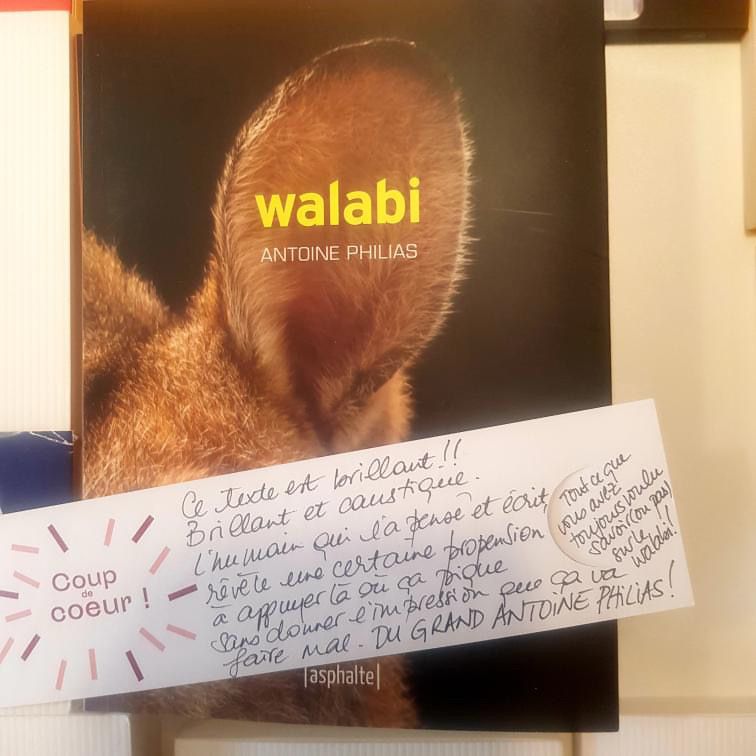 walabi
ANTOINE PHILIAS
Coup
de
coeur !
Ce texte est brillant !!
Brillant et caustique.
L'humain qui l'a pensé et écrit
révèle une certaine propension
à appuyer là où ça pique
sans donner l'impression que ça va
faire mal. DU GRAND ANTOINE PHILIAS !
Tout ce que
vous avez
toujours voulu
savoir (ou pas)
sur le
walabi !
|asphalte|